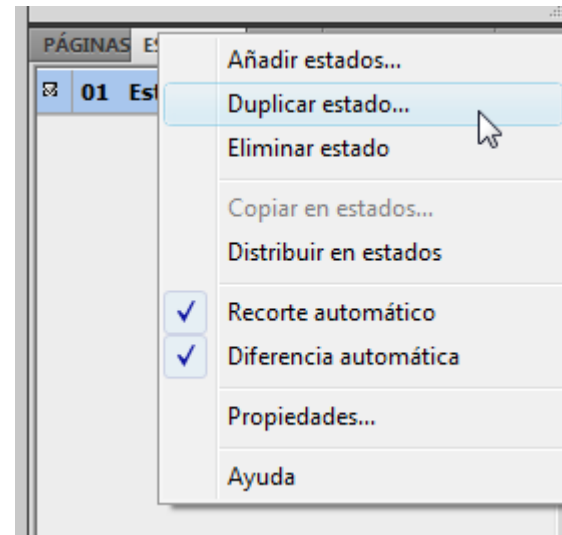 PÁGINAS
01
Añadir estados...
Duplicar estado...
Eliminar estado
Copiar en estados...
Distribuir en estados
Recorte automático
Diferencia automática
Propiedades...
Ayuda